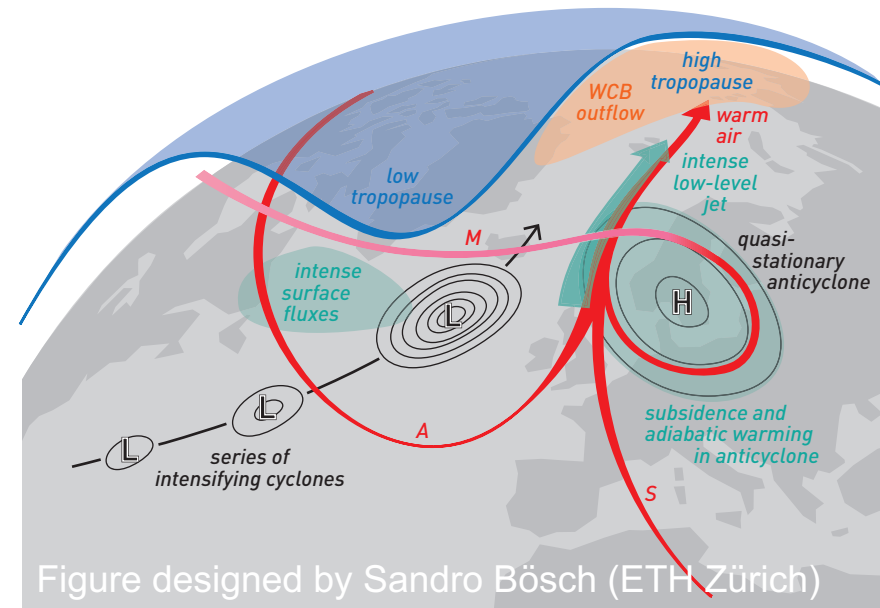 high
tropopause
WCB
outflow
warm
air
intense
low-level
jet
low
tropopause
M
quasi-
stationary
anticyclone
intense
surface
fluxes
L
H
L
L
A
subsidence and
adiabatic warming
in anticyclone
series of
intensifying cyclones
S
Figure designed by Sandro Bösch (ETH Zürich)